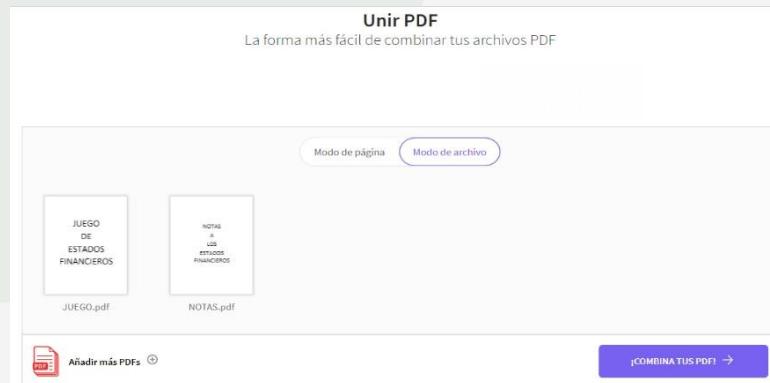 Unir PDF
La forma más fácil de combinar tus archivos PDF
Modo de página
Modo de archivo
JUEGO
DE
ESTADOS
FINANCIEROS
NOTAS
A
LOS
ESTADOS
FINANCIEROS
JUEGO.pdf
NOTAS.pdf
PDF
Añadir más PDFs
¡COMBINA TUS PDF!